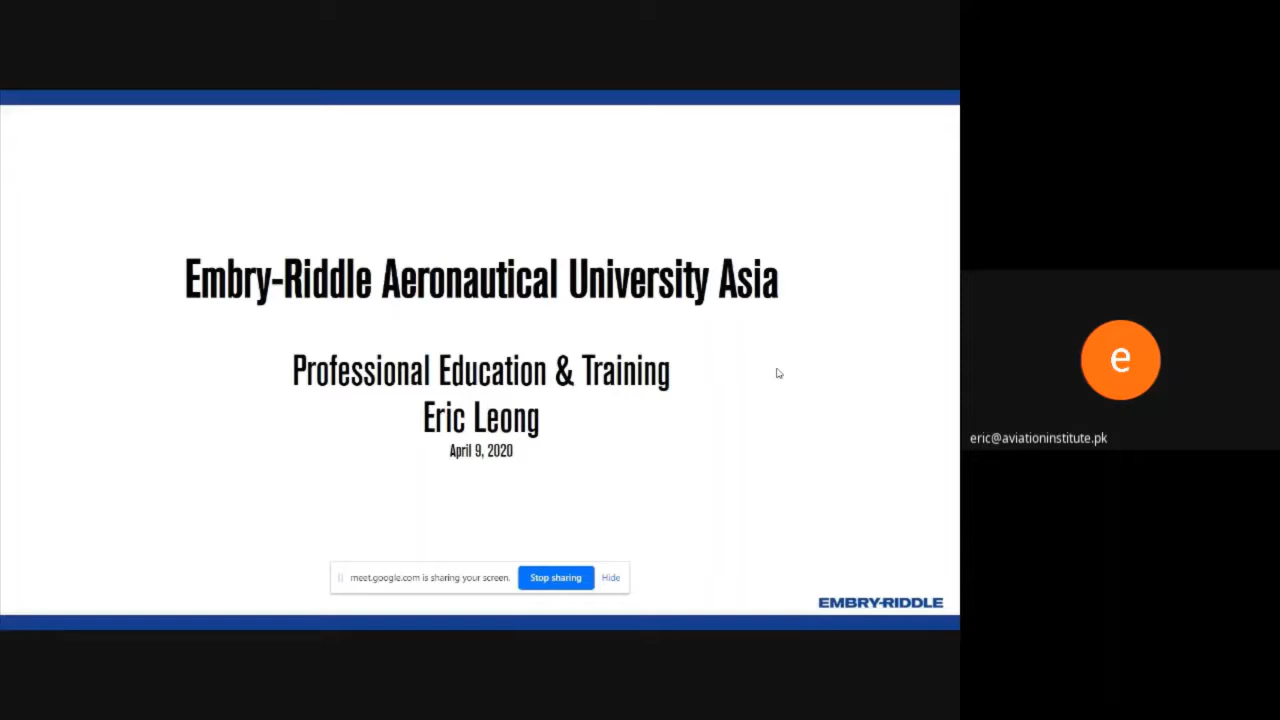 Embry-Riddle Aeronautical University Asia
Professional Education & Training
Eric Leong
April 9, 2020
meet.google.com is sharing your screen.
Stop sharing
Hide
EMBRY-RIDDLE
e
eric@aviationinstitute.pk